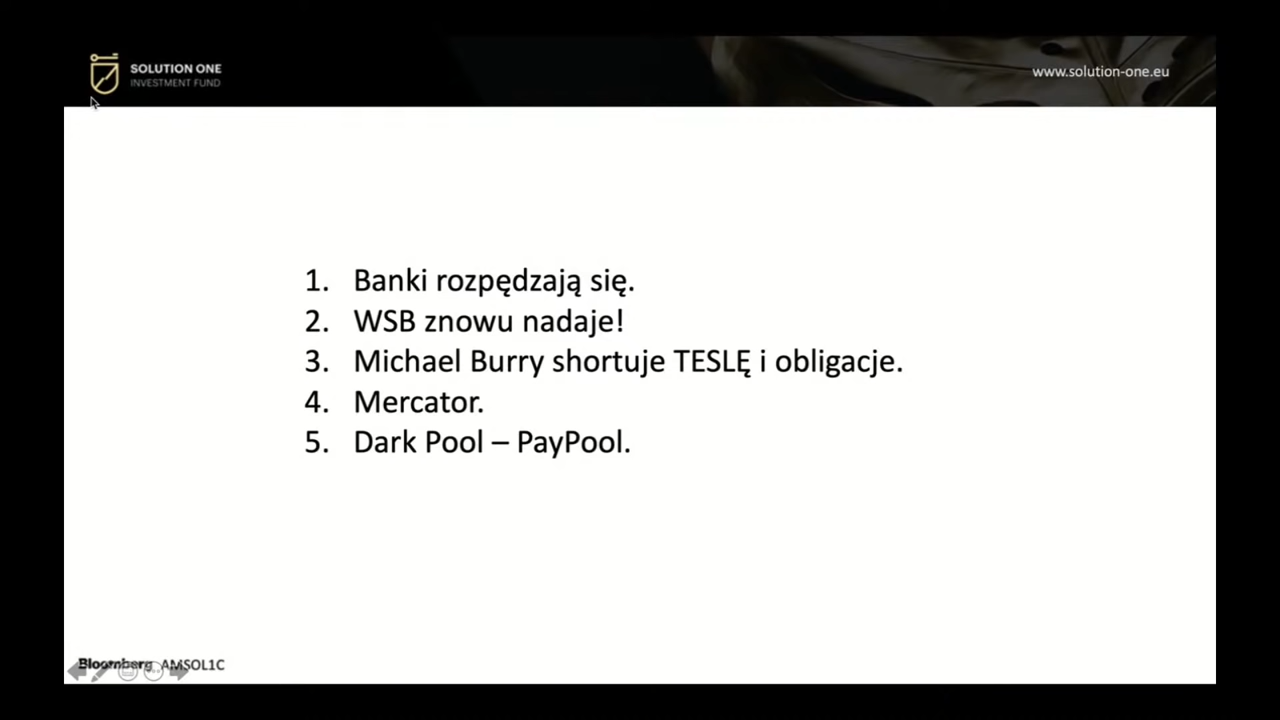 SOLUTION ONE
INVESTMENT FUND
www.solution-one.eu
1. Banki rozpędzają się.
2. WSB znowu nadaje!
3. Michael Burry shortuje TESLĘ i obligacje.
4. Mercator.
5. Dark Pool – PayPool.
Bloomberg AMSOL1C